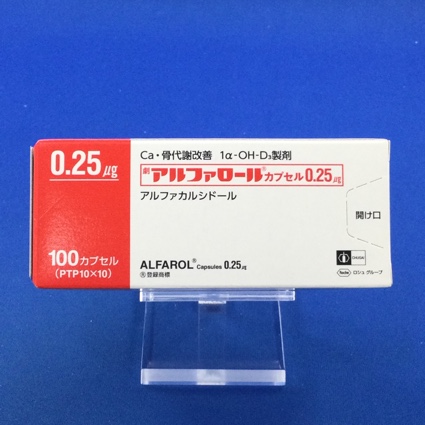 0.25μg
Ca・骨代謝改善 1α-OH-D₃製剤
劇 アルファロール®カプセル0.25μg
アルファカルシドール
開け口
100カプセル
(PTP10×10)
ALFAROL® Capsules 0.25μg
®登録商標
CHUGAI
Roche ロシュ グループ